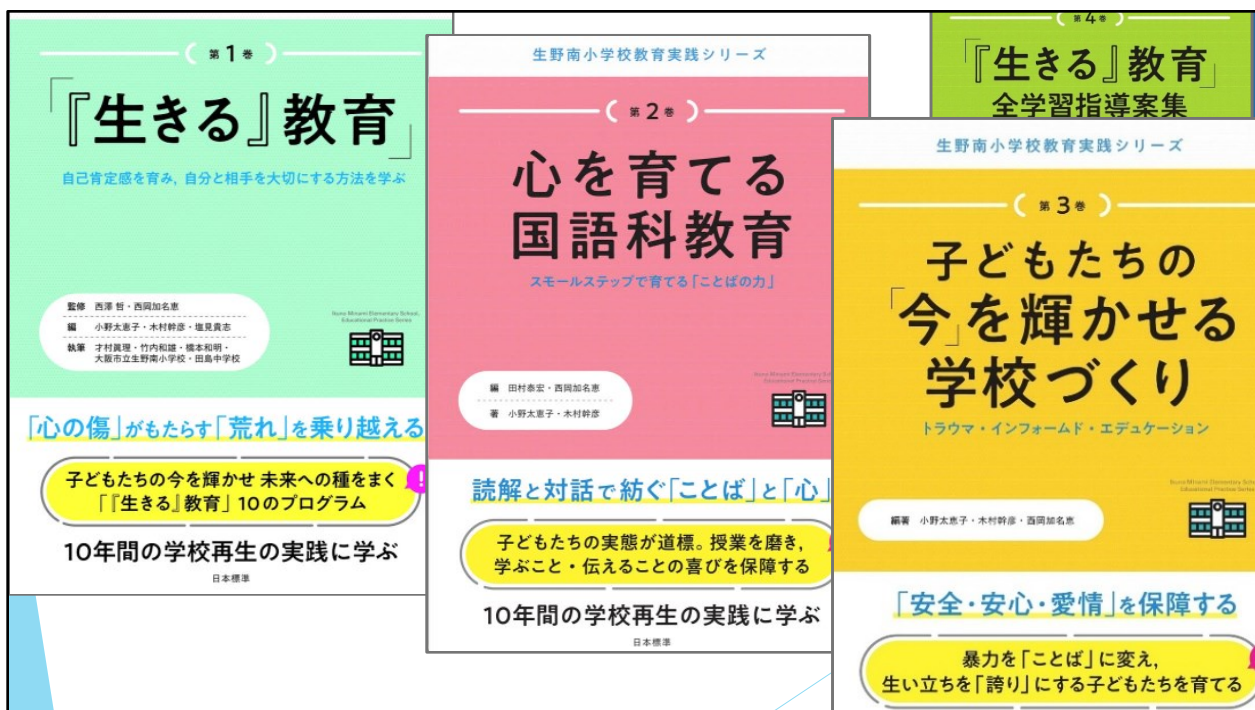 第1巻
「『生きる』教育」
自己肯定感を育み,自分と相手を大切にする方法を学ぶ
監修 西澤 哲・西岡加名恵
編 小野太恵子・木村幹彦・塩見貴志
執筆 才村眞理・竹内和雄・橋本和明・
大阪市立生野南小学校・田島中学校
Ikuno Minami Elementary School,
Educational Practice Series
「心の傷」がもたらす「荒れ」を乗り越える
子どもたちの今を輝かせ 未来への種をまく
「『生きる』教育」10のプログラム
10年間の学校再生の実践に学ぶ
日本標準
生野南小学校教育実践シリーズ
第2巻
心を育てる
国語科教育
スモールステップで育てる「ことばの力」
編 田村泰宏・西岡加名恵
著 小野太恵子・木村幹彦
Ikuno Minami Elementary Sch
Educational Practice Se
読解と対話で紡ぐ「ことば」と「心」
子どもたちの実態が道標。授業を磨き,
学ぶこと・伝えることの喜びを保障する
10年間の学校再生の実践に学ぶ
日本標準
第4巻
「『生きる』教育」
全学習指導案集
生野南小学校教育実践シリーズ
第3巻
子どもたちの
「今」を輝かせる
学校づくり
トラウマ・インフォームド・エデュケーション
編著 小野太恵子・木村幹彦・西岡加名恵
Ikuno Minami Elementary Scho
Educational Practice Series
「安全・安心・愛情」を保障する
暴力を「ことば」に変え,
生い立ちを「誇り」にする子どもたちを育てる